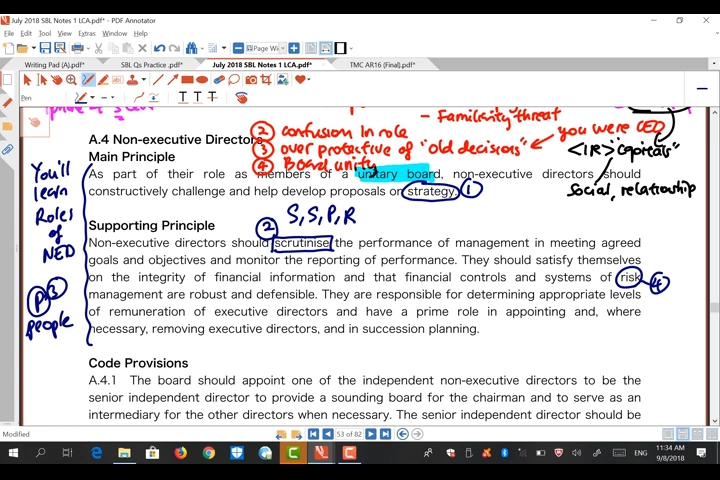 July 2018 SBL Notes 1 LCA.pdf* - PDF Annotator
File Edit Tool Extras Window Help
Page Wi
Writing Pad (A).pdf* SBL Qs Practice .pdf* July 2018 SBL Notes 1 LCA.pdf* TMC AR16 (Final).pdf*
Pen
- Familiarity threat
A.4 Non-executive Directors
② confusion in role
③ over protective of "old decisions"
you were CEO
Main Principle
④ Board unity
<IR> capitals"
social, relationship
As part of their role as members of a unitary board, non-executive directors should
constructively challenge and help develop proposals on strategy. ①
You'll
learn
Roles
of
NED
P ③
people
S, S, P, R
Supporting Principle
②
Non-executive directors should scrutinise the performance of management in meeting agreed
goals and objectives and monitor the reporting of performance. They should satisfy themselves
on the integrity of financial information and that financial controls and systems of risk ④
management are robust and defensible. They are responsible for determining appropriate levels
of remuneration of executive directors and have a prime role in appointing and, where
necessary, removing executive directors, and in succession planning.
Code Provisions
A.4.1 The board should appoint one of the independent non-executive directors to be the
senior independent director to provide a sounding board for the chairman and to serve as an
intermediary for the other directors when necessary. The senior independent director should be
Modified
53 of 82
ENG
11:34 AM
9/8/2018